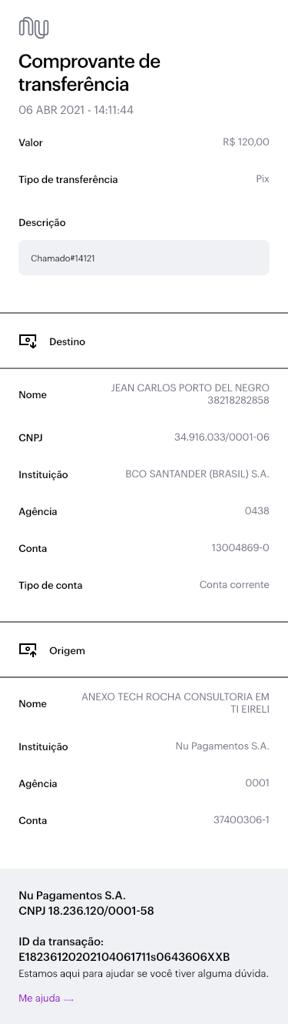 nu
Comprovante de
transferência
06 ABR 2021 - 14:11:44
Valor R$ 120,00
Tipo de transferência Pix
Descrição
Chamado#14121
Destino
Nome JEAN CARLOS PORTO DEL NEGRO
38218282858
CNPJ 34.916.033/0001-06
Instituição BCO SANTANDER (BRASIL) S.A.
Agência 0438
Conta 13004869-0
Tipo de conta Conta corrente
Origem
Nome ANEXO TECH ROCHA CONSULTORIA EM
TI EIRELI
Instituição Nu Pagamentos S.A.
Agência 0001
Conta 37400306-1
Nu Pagamentos S.A.
CNPJ 18.236.120/0001-58
ID da transação:
E18236120202104061711s0643606XXB
Estamos aqui para ajudar se você tiver alguma dúvida.
Me ajuda →